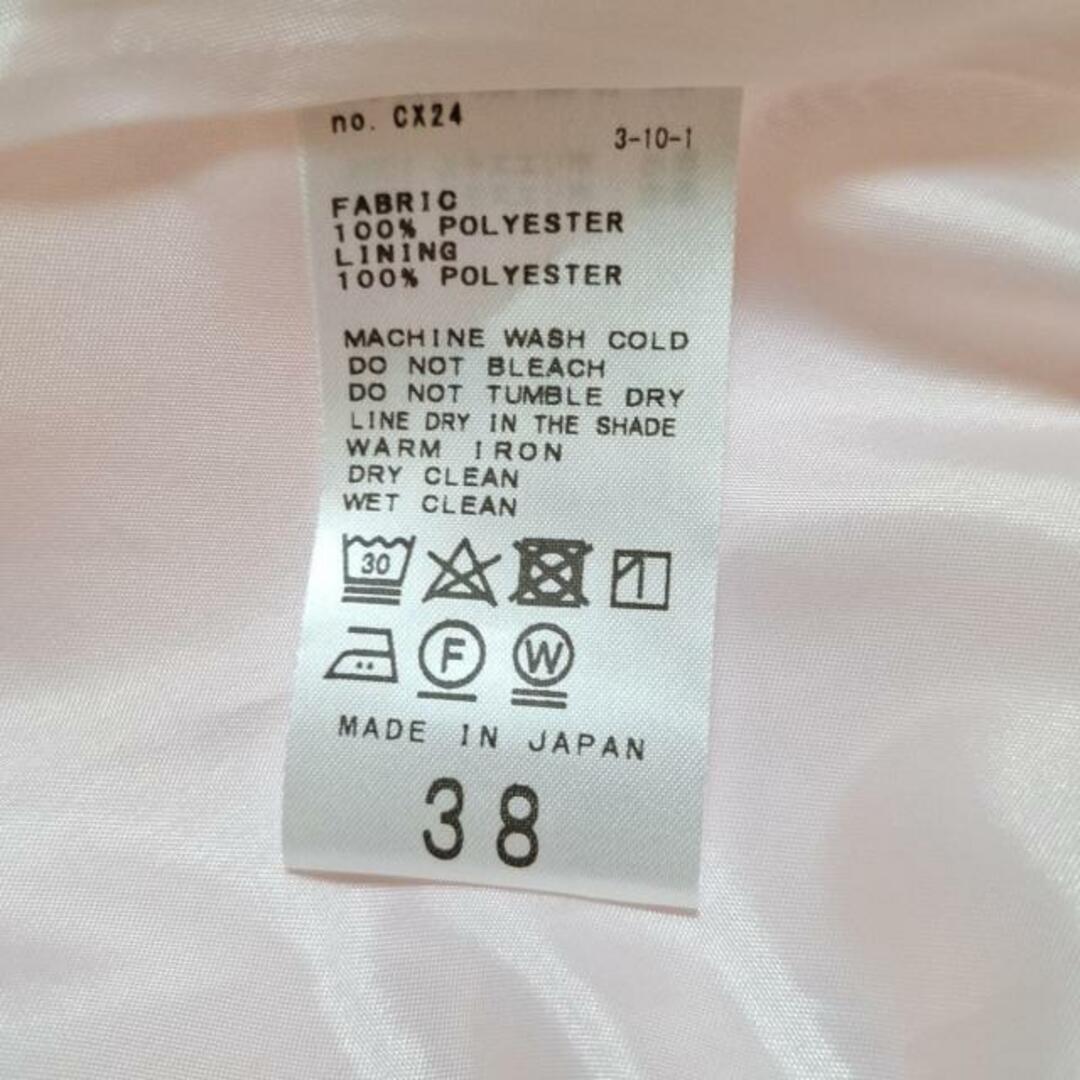 no. CX24
3-10-1
FABRIC
100% POLYESTER
LINING
100% POLYESTER
MACHINE WASH COLD
DO NOT BLEACH
DO NOT TUMBLE DRY
LINE DRY IN THE SHADE
WARM IRON
DRY CLEAN
WET CLEAN
30
F W
MADE IN JAPAN
38